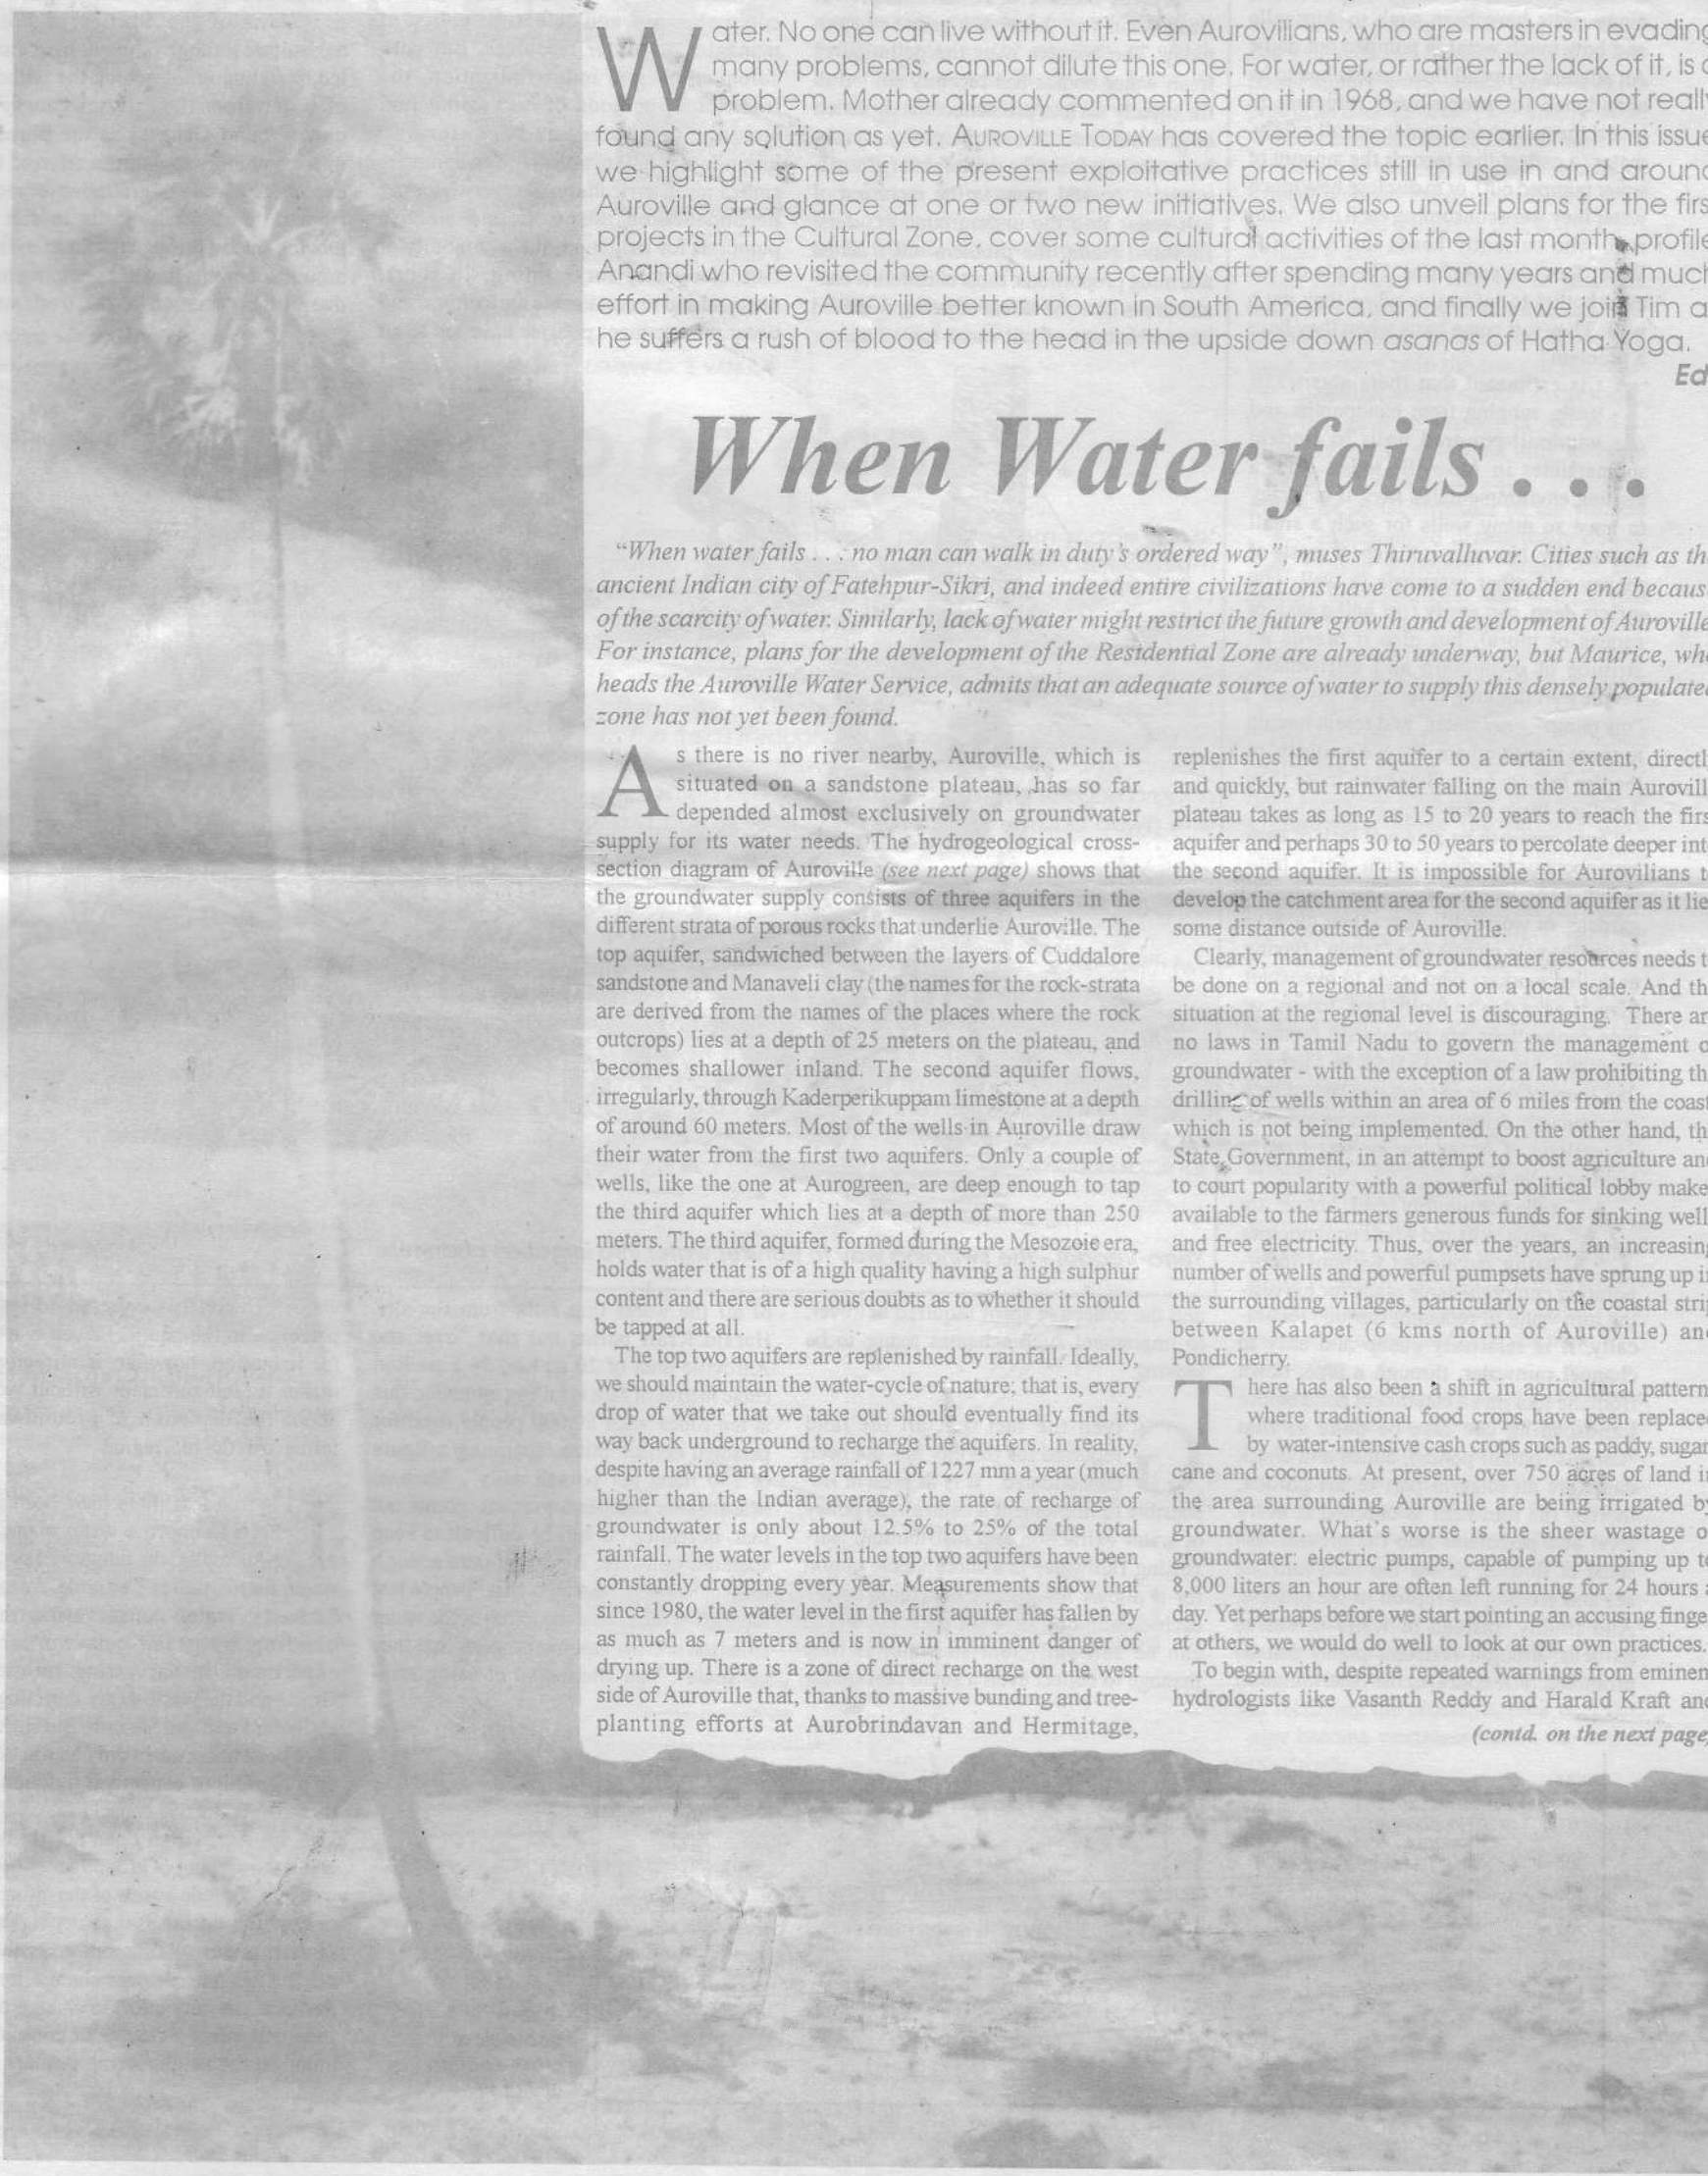 Water. No one can live without it. Even Aurovilians, who are masters in evading
many problems, cannot dilute this one. For water, or rather the lack of it, is a
problem. Mother already commented on it in 1968, and we have not really
found any solution as yet. AUROVILLE TODAY has covered the topic earlier. In this issue
we highlight some of the present exploitative practices still in use in and around
Auroville and glance at one or two new initiatives. We also unveil plans for the firs
projects in the Cultural Zone, cover some cultural activities of the last month, profile
Anandi who revisited the community recently after spending many years and much
effort in making Auroville better known in South America, and finally we join Tim a
he suffers a rush of blood to the head in the upside down asanas of Hatha Yoga.
Ed
When Water fails . . .
"When water fails . . . no man can walk in duty's ordered way", muses Thiruvalluvar. Cities such as th
ancient Indian city of Fatehpur-Sikri, and indeed entire civilizations have come to a sudden end becaus
of the scarcity of water. Similarly, lack of water might restrict the future growth and development of Auroville
For instance, plans for the development of the Residential Zone are already underway, but Maurice, wh
heads the Auroville Water Service, admits that an adequate source of water to supply this densely populate
zone has not yet been found.
As there is no river nearby, Auroville, which is
situated on a sandstone plateau, has so far
depended almost exclusively on groundwater
supply for its water needs. The hydrogeological cross-
section diagram of Auroville (see next page) shows that
the groundwater supply consists of three aquifers in the
different strata of porous rocks that underlie Auroville. The
top aquifer, sandwiched between the layers of Cuddalore
sandstone and Manaveli clay (the names for the rock-strata
are derived from the names of the places where the rock
outcrops) lies at a depth of 25 meters on the plateau, and
becomes shallower inland. The second aquifer flows,
irregularly, through Kaderperikuppam limestone at a depth
of around 60 meters. Most of the wells in Auroville draw
their water from the first two aquifers. Only a couple of
wells, like the one at Aurogreen, are deep enough to tap
the third aquifer which lies at a depth of more than 250
meters. The third aquifer, formed during the Mesozoic era,
holds water that is of a high quality having a high sulphur
content and there are serious doubts as to whether it should
be tapped at all.
The top two aquifers are replenished by rainfall. Ideally,
we should maintain the water-cycle of nature; that is, every
drop of water that we take out should eventually find its
way back underground to recharge the aquifers. In reality,
despite having an average rainfall of 1227 mm a year (much
higher than the Indian average), the rate of recharge of
groundwater is only about 12.5% to 25% of the total
rainfall. The water levels in the top two aquifers have been
constantly dropping every year. Measurements show that
since 1980, the water level in the first aquifer has fallen by
as much as 7 meters and is now in imminent danger of
drying up. There is a zone of direct recharge on the west
side of Auroville that, thanks to massive bunding and tree-
planting efforts at Aurobrindavan and Hermitage,
replenishes the first aquifer to a certain extent, directl
and quickly, but rainwater falling on the main Aurovill
plateau takes as long as 15 to 20 years to reach the firs
aquifer and perhaps 30 to 50 years to percolate deeper int
the second aquifer. It is impossible for Aurovilians t
develop the catchment area for the second aquifer as it lie
some distance outside of Auroville.
Clearly, management of groundwater resources needs t
be done on a regional and not on a local scale. And th
situation at the regional level is discouraging. There ar
no laws in Tamil Nadu to govern the management o
groundwater - with the exception of a law prohibiting th
drilling of wells within an area of 6 miles from the coast
which is not being implemented. On the other hand, th
State Government, in an attempt to boost agriculture an
to court popularity with a powerful political lobby make
available to the farmers generous funds for sinking well
and free electricity. Thus, over the years, an increasing
number of wells and powerful pumpsets have sprung up i
the surrounding villages, particularly on the coastal stri
between Kalapet (6 kms north of Auroville) an
Pondicherry.
There has also been a shift in agricultural pattern
where traditional food crops have been replace
by water-intensive cash crops such as paddy, sugar
cane and coconuts. At present, over 750 acres of land i
the area surrounding Auroville are being irrigated by
groundwater. What's worse is the sheer wastage o
groundwater: electric pumps, capable of pumping up t
8,000 liters an hour are often left running for 24 hours a
day. Yet perhaps before we start pointing an accusing finge
at others, we would do well to look at our own practices.
To begin with, despite repeated warnings from eminen
hydrologists like Vasanth Reddy and Harald Kraft an
(contd. on the next page)